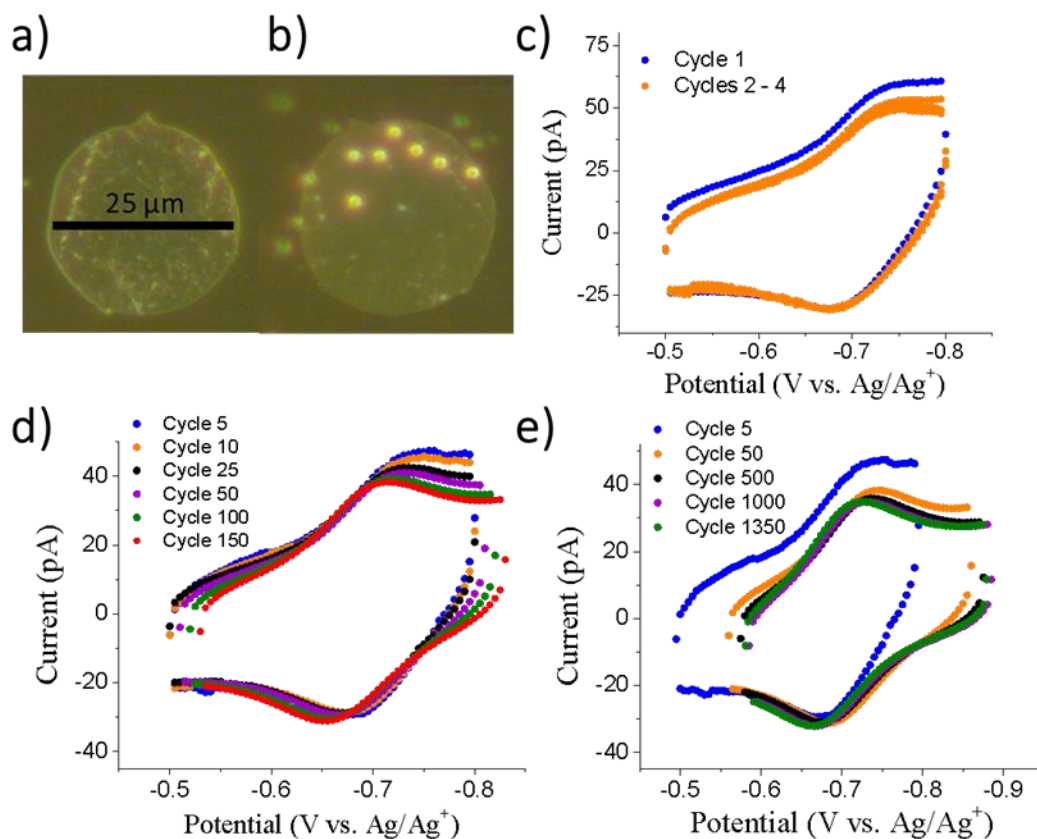 a)
b)
25 µm
c)
Cycle 1
Cycles 2 - 4
75
50
25
0
-25
Current (pA)
-0.5
-0.6
-0.7
-0.8
Potential (V vs. Ag/Ag⁺)
d)
Cycle 5
Cycle 10
Cycle 25
Cycle 50
Cycle 100
Cycle 150
40
20
0
-20
-40
Current (pA)
-0.5
-0.6
-0.7
-0.8
Potential (V vs. Ag/Ag⁺)
e)
Cycle 5
Cycle 50
Cycle 500
Cycle 1000
Cycle 1350
40
20
0
-20
-40
Current (pA)
-0.5
-0.6
-0.7
-0.8
-0.9
Potential (V vs. Ag/Ag⁺)